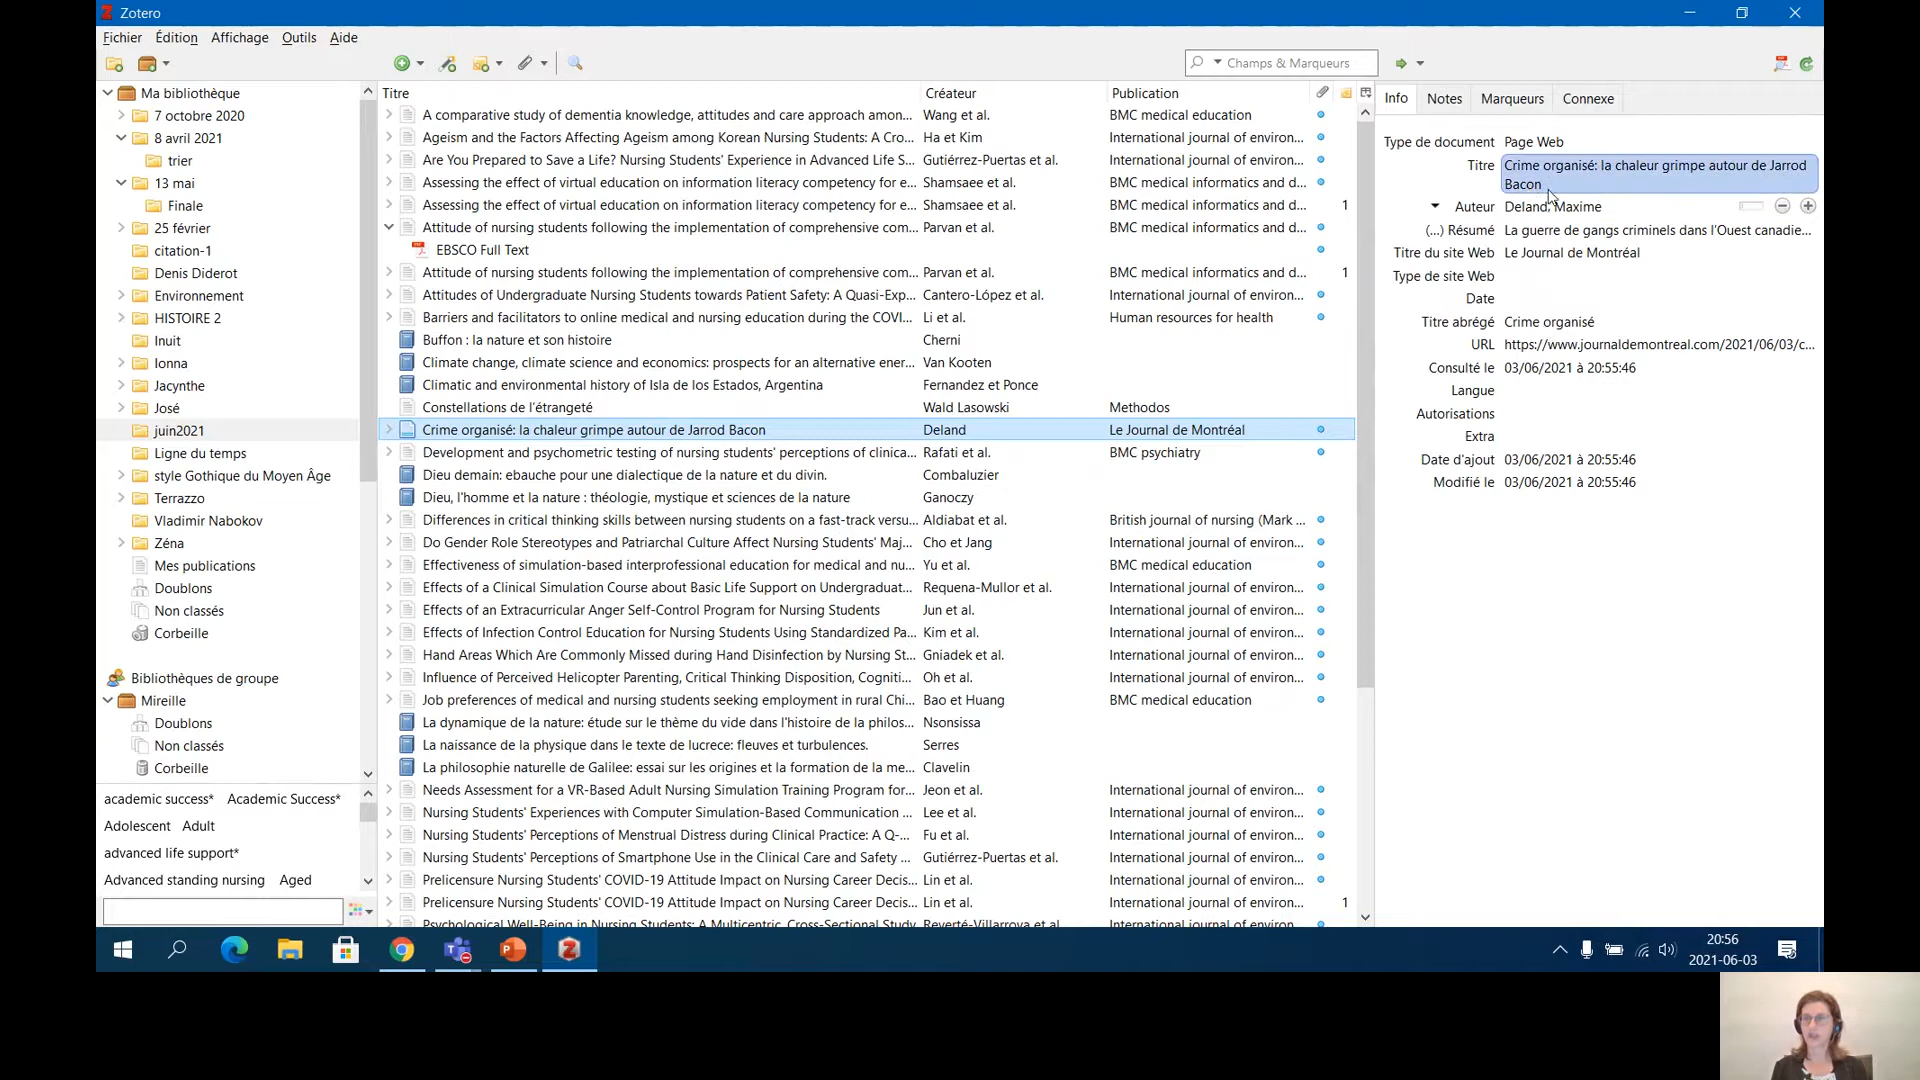 Zotero
Fichier Édition Affichage Outils Aide
Champs & Marqueurs
Ma bibliothèque
7 octobre 2020
8 avril 2021
trier
13 mai
Finale
25 février
citation-1
Denis Diderot
Environnement
HISTOIRE 2
Inuit
Ionna
Jacynthe
José
juin2021
Ligne du temps
style Gothique du Moyen Âge
Terrazzo
Vladimir Nabokov
Zéna
Mes publications
Doublons
Non classés
Corbeille
Bibliothèques de groupe
Mireille
Doublons
Non classés
Corbeille
academic success* Academic Success*
Adolescent Adult
advanced life support*
Advanced standing nursing Aged
Titre Créateur Publication
A comparative study of dementia knowledge, attitudes and care approach amon... Wang et al. BMC medical education
Ageism and the Factors Affecting Ageism among Korean Nursing Students: A Cro... Ha et Kim International journal of environ...
Are You Prepared to Save a Life? Nursing Students' Experience in Advanced Life S... Gutiérrez-Puertas et al. International journal of environ...
Assessing the effect of virtual education on information literacy competency for e... Shamsaee et al. BMC medical informatics and d...
Assessing the effect of virtual education on information literacy competency for e... Shamsaee et al. BMC medical informatics and d... 1
Attitude of nursing students following the implementation of comprehensive com... Parvan et al. BMC medical informatics and d...
EBSCO Full Text
Attitude of nursing students following the implementation of comprehensive com... Parvan et al. BMC medical informatics and d... 1
Attitudes of Undergraduate Nursing Students towards Patient Safety: A Quasi-Exp... Cantero-López et al. International journal of environ...
Barriers and facilitators to online medical and nursing education during the COVI... Li et al. Human resources for health
Buffon : la nature et son histoire Cherni
Climate change, climate science and economics: prospects for an alternative ener... Van Kooten
Climatic and environmental history of Isla de los Estados, Argentina Fernandez et Ponce
Constellations de l'étrangeté Wald Lasowski Methodos
Crime organisé: la chaleur grimpe autour de Jarrod Bacon Deland Le Journal de Montréal
Development and psychometric testing of nursing students' perceptions of clinica... Rafati et al. BMC psychiatry
Dieu demain: ebauche pour une dialectique de la nature et du divin. Combaluzier
Dieu, l'homme et la nature : théologie, mystique et sciences de la nature Ganoczy
Differences in critical thinking skills between nursing students on a fast-track versu... Aldiabat et al. British journal of nursing (Mark ...
Do Gender Role Stereotypes and Patriarchal Culture Affect Nursing Students' Maj... Cho et Jang International journal of environ...
Effectiveness of simulation-based interprofessional education for medical and nu... Yu et al. BMC medical education
Effects of a Clinical Simulation Course about Basic Life Support on Undergraduat... Requena-Mullor et al. International journal of environ...
Effects of an Extracurricular Anger Self-Control Program for Nursing Students Jun et al. International journal of environ...
Effects of Infection Control Education for Nursing Students Using Standardized Pa... Kim et al. International journal of environ...
Hand Areas Which Are Commonly Missed during Hand Disinfection by Nursing St... Gniadek et al. International journal of environ...
Influence of Perceived Helicopter Parenting, Critical Thinking Disposition, Cogniti... Oh et al. International journal of environ...
Job preferences of medical and nursing students seeking employment in rural Chi... Bao et Huang BMC medical education
La dynamique de la nature: étude sur le thème du vide dans l'histoire de la philos... Nsonsissa
La naissance de la physique dans le texte de lucrece: fleuves et turbulences. Serres
La philosophie naturelle de Galilee: essai sur les origines et la formation de la me... Clavelin
Needs Assessment for a VR-Based Adult Nursing Simulation Training Program for... Jeon et al. International journal of environ...
Nursing Students' Experiences with Computer Simulation-Based Communication ... Lee et al. International journal of environ...
Nursing Students' Perceptions of Menstrual Distress during Clinical Practice: A Q-... Fu et al. International journal of environ...
Nursing Students' Perceptions of Smartphone Use in the Clinical Care and Safety ... Gutiérrez-Puertas et al. International journal of environ...
Prelicensure Nursing Students' COVID-19 Attitude Impact on Nursing Career Decis... Lin et al. International journal of environ...
Prelicensure Nursing Students' COVID-19 Attitude Impact on Nursing Career Decis... Lin et al. International journal of environ... 1
Psychological Well-Being in Nursing Students: A Multicentric, Cross-Sectional Study Reverté-Villarroya et al. International journal of environ...
Info Notes Marqueurs Connexe
Type de document Page Web
Titre Crime organisé: la chaleur grimpe autour de Jarrod
Bacon
Auteur Deland, Maxime
(...) Résumé La guerre de gangs criminels dans l'Ouest canadie...
Titre du site Web Le Journal de Montréal
Type de site Web
Date
Titre abrégé Crime organisé
URL https://www.journaldemontreal.com/2021/06/03/c...
Consulté le 03/06/2021 à 20:55:46
Langue
Autorisations
Extra
Date d'ajout 03/06/2021 à 20:55:46
Modifié le 03/06/2021 à 20:55:46
20:56
2021-06-03